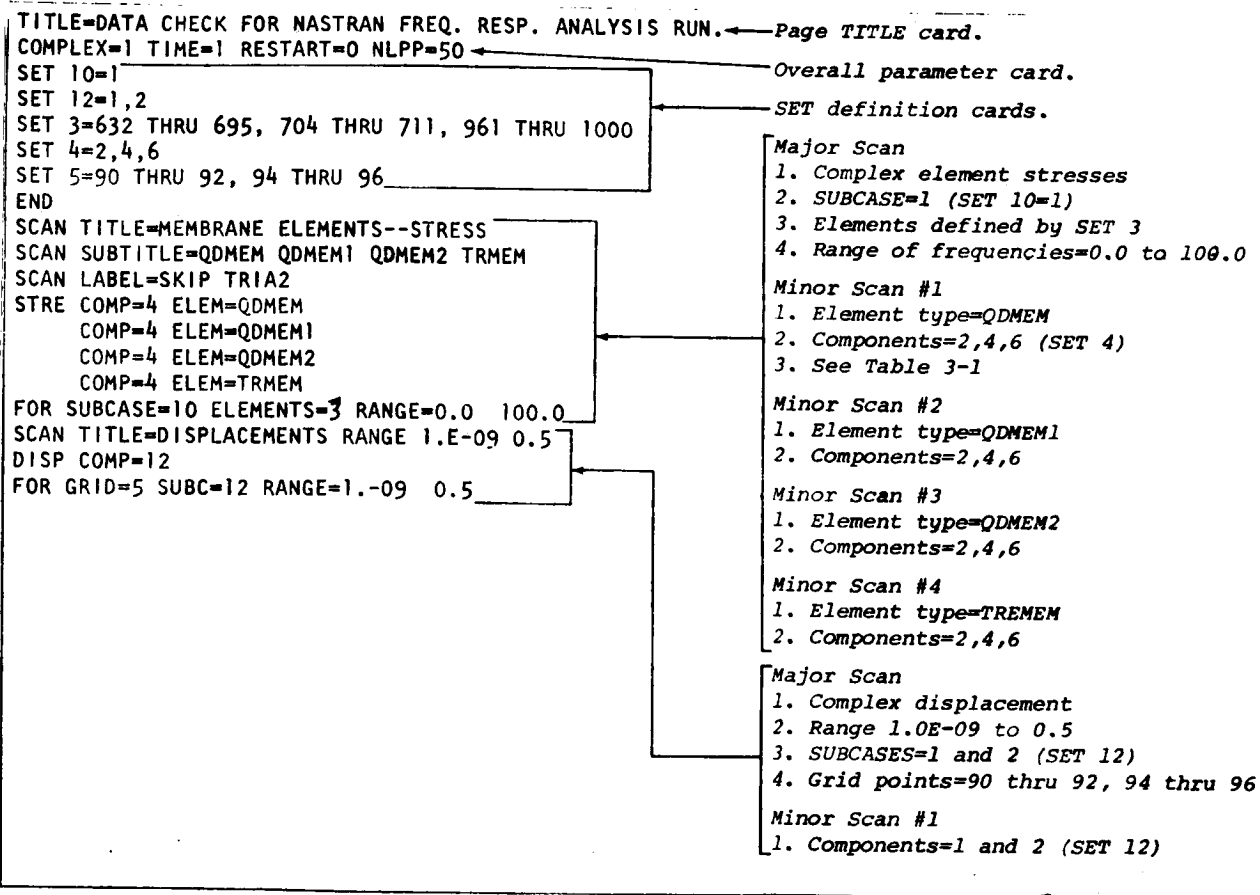 TITLE=DATA CHECK FOR NASTRAN FREQ. RESP. ANALYSIS RUN.
Page TITLE card.
COMPLEX=1 TIME=1 RESTART=0 NLPP=50
Overall parameter card.
SET 10=1
SET 12=1,2
SET 3=632 THRU 695, 704 THRU 711, 961 THRU 1000
SET 4=2,4,6
SET 5=90 THRU 92, 94 THRU 96
SET definition cards.
END
SCAN TITLE=MEMBRANE ELEMENTS--STRESS
SCAN SUBTITLE=QDMEM QDMEM1 QDMEM2 TRMEM
SCAN LABEL=SKIP TRIA2
STRE COMP=4 ELEM=QDMEM
COMP=4 ELEM=QDMEM1
COMP=4 ELEM=QDMEM2
COMP=4 ELEM=TRMEM
FOR SUBCASE=10 ELEMENTS=3 RANGE=0.0 100.0
SCAN TITLE=DISPLACEMENTS RANGE 1.E-09 0.5
DISP COMP=12
FOR GRID=5 SUBC=12 RANGE=1.-09 0.5
Major Scan
1. Complex element stresses
2. SUBCASE=1 (SET 10=1)
3. Elements defined by SET 3
4. Range of frequencies=0.0 to 100.0
Minor Scan #1
1. Element type=QDMEM
2. Components=2,4,6 (SET 4)
3. See Table 3-1
Minor Scan #2
1. Element type=QDMEM1
2. Components=2,4,6
Minor Scan #3
1. Element type=QDMEM2
2. Components=2,4,6
Minor Scan #4
1. Element type=TREMEM
2. Components=2,4,6
Major Scan
1. Complex displacement
2. Range 1.0E-09 to 0.5
3. SUBCASES=1 and 2 (SET 12)
4. Grid points=90 thru 92, 94 thru 96
Minor Scan #1
1. Components=1 and 2 (SET 12)